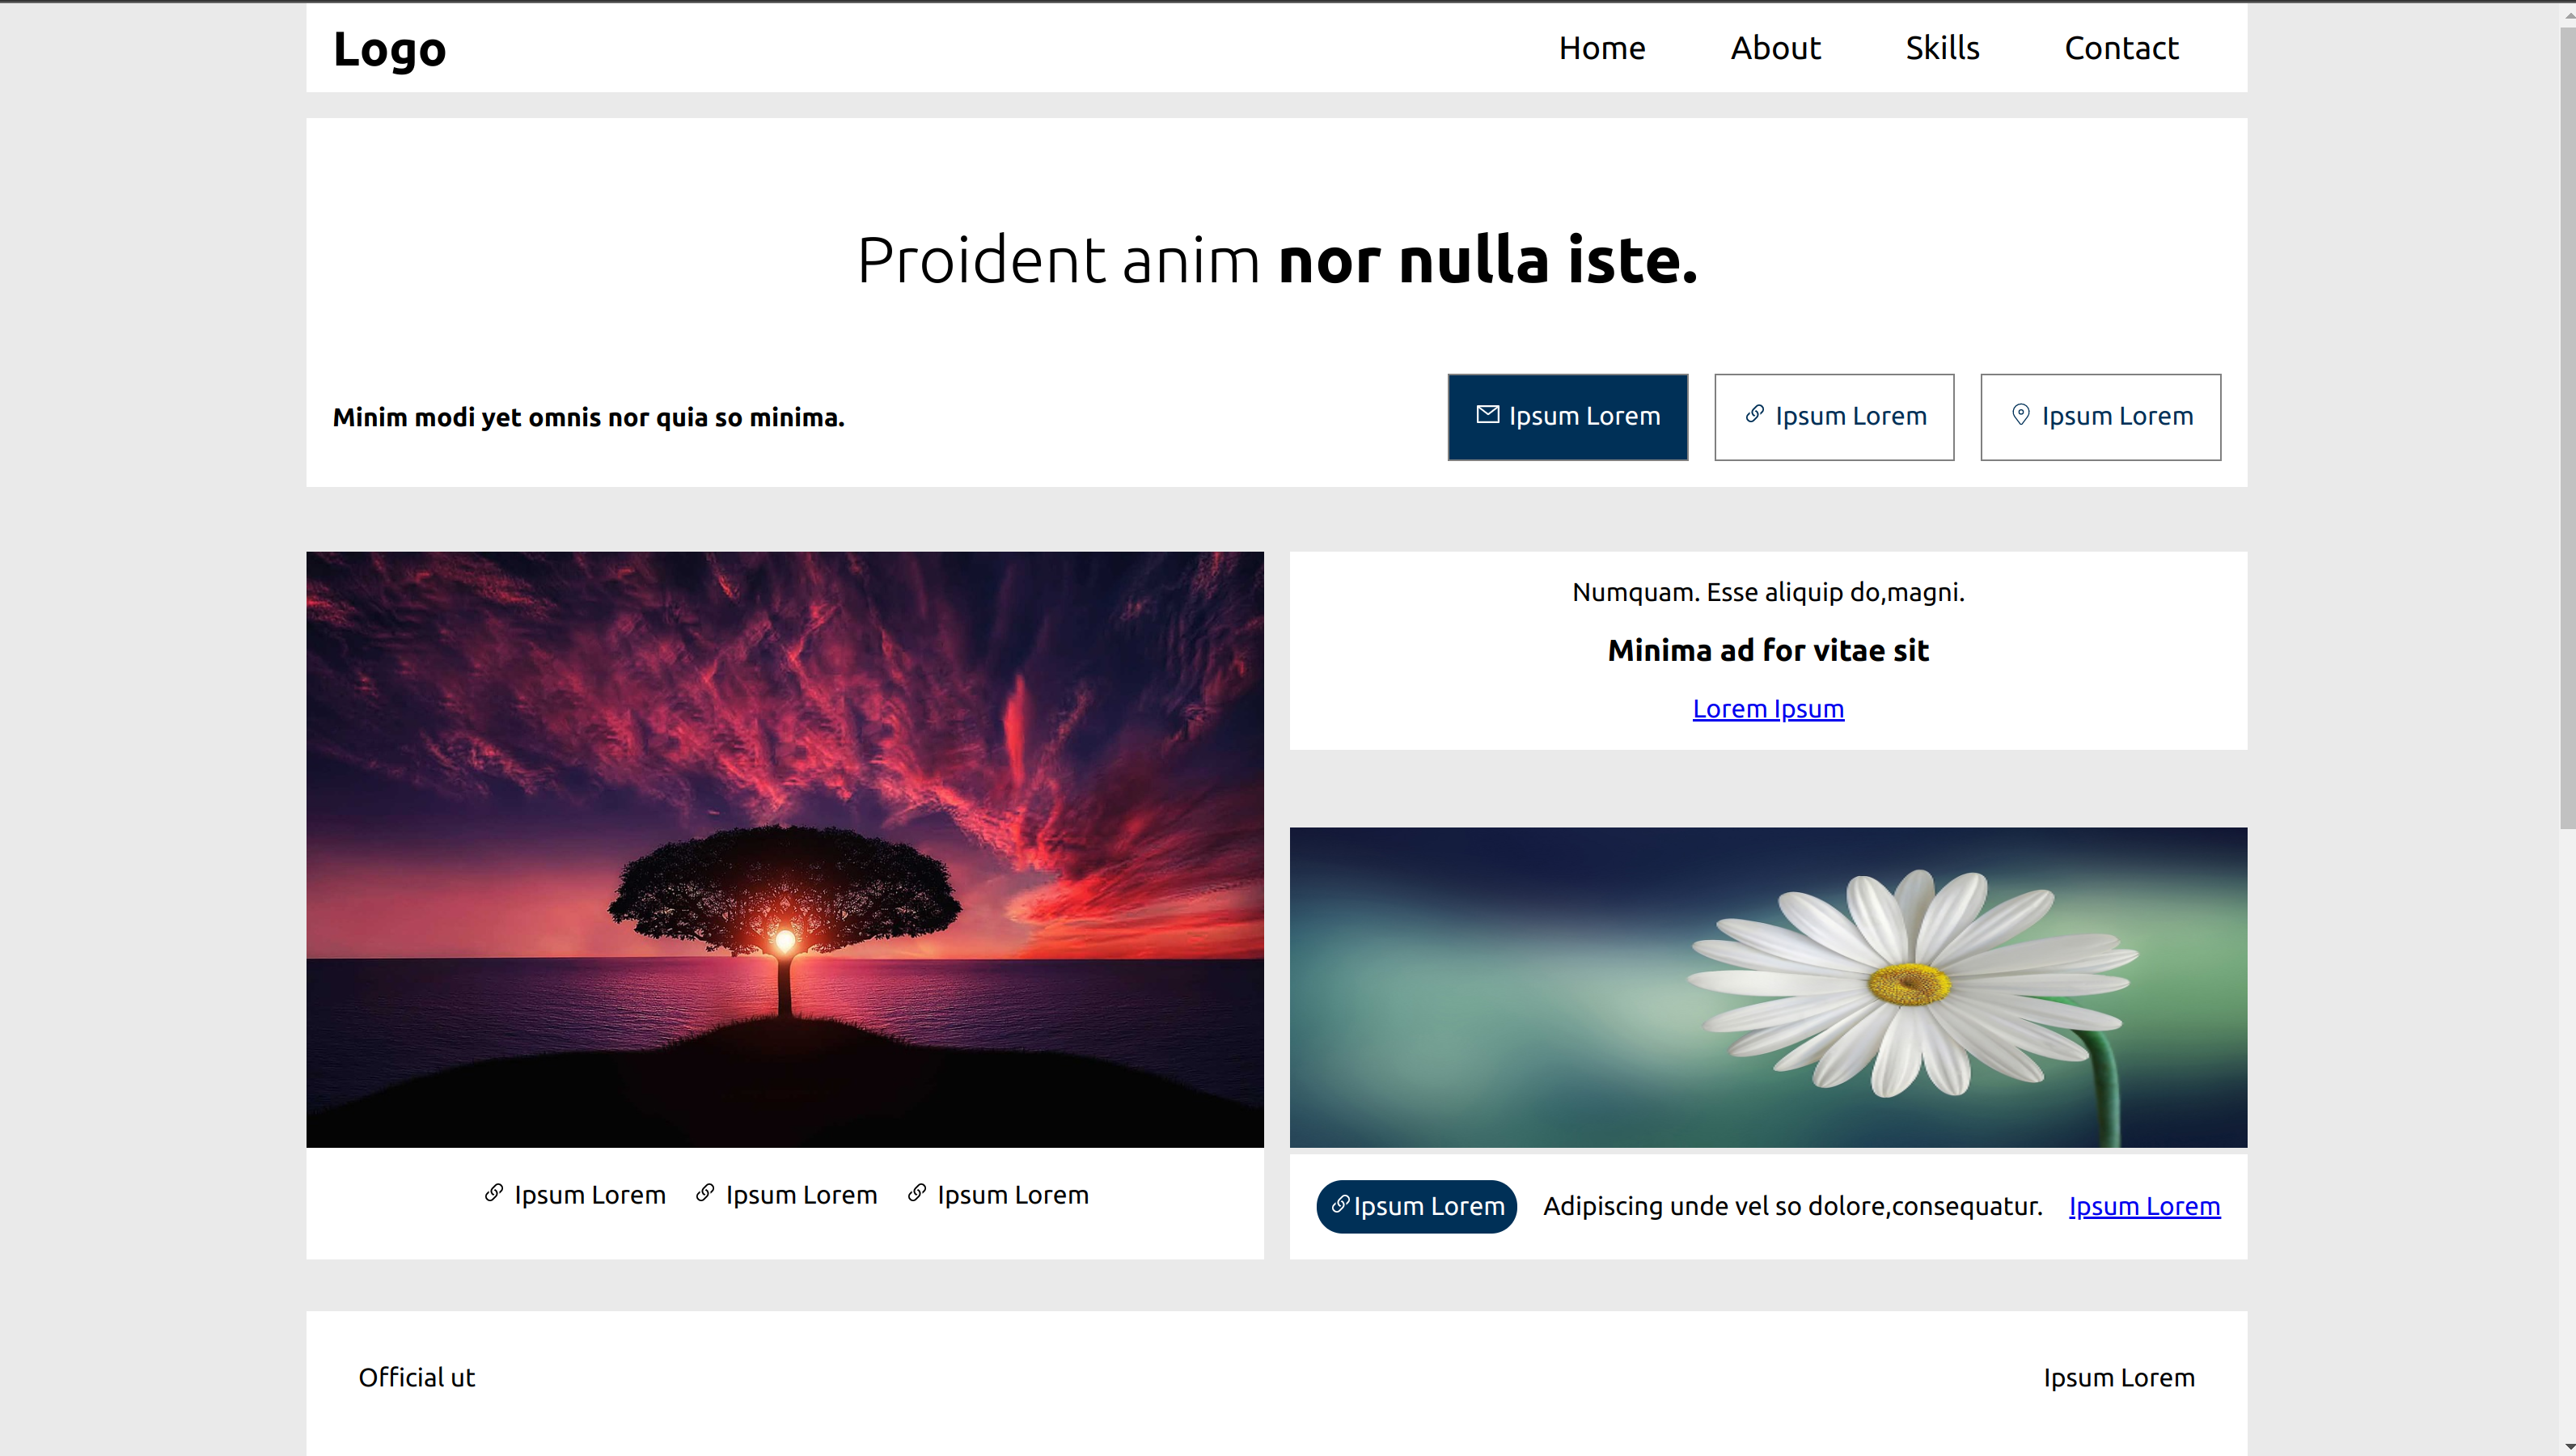 Logo
Home About Skills Contact
Proident anim nor nulla iste.
Minim modi yet omnis nor quia so minima.
Ipsum Lorem Ipsum Lorem Ipsum Lorem
Numquam. Esse aliquip do,magni.
Minima ad for vitae sit
Lorem Ipsum
Ipsum Lorem Ipsum Lorem Ipsum Lorem
Ipsum Lorem Adipiscing unde vel so dolore,consequatur. Ipsum Lorem
Official ut
Ipsum Lorem